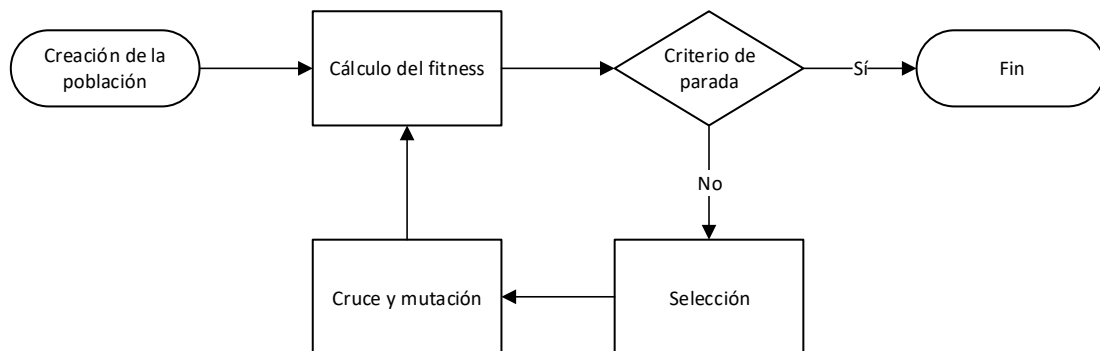 Creación de la
población
Cálculo del fitness
Criterio de
parada
Sí
Fin
No
Cruce y mutación
Selección